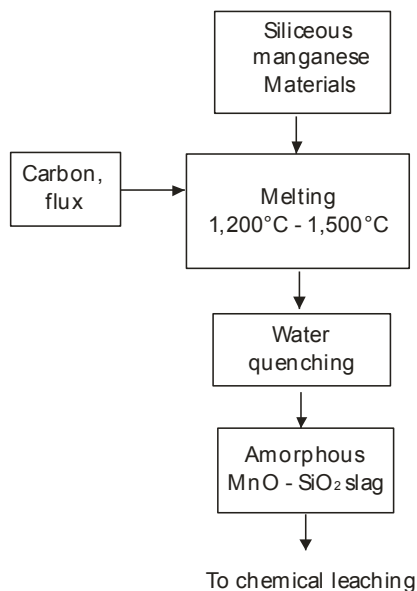 Siliceous
manganese
Materials
Carbon,
flux
Melting
1,200°C - 1,500°C
Water
quenching
Amorphous
MnO - SiO₂ slag
To chemical leaching